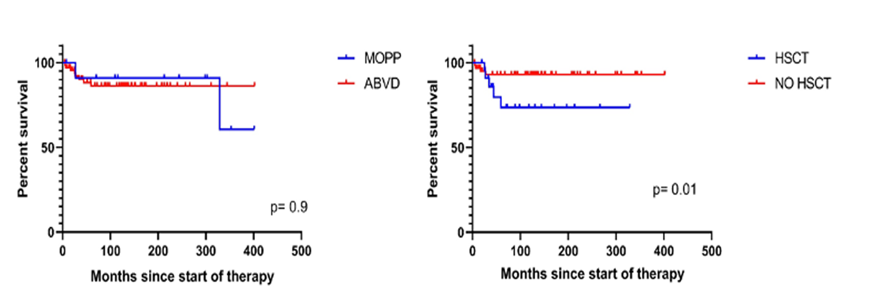 100
50
0
Percent survival
0 100 200 300 400 500
Months since start of therapy
p= 0.9
MOPP
ABVD
100
50
0
Percent survival
0 100 200 300 400 500
Months since start of therapy
p= 0.01
HSCT
NO HSCT